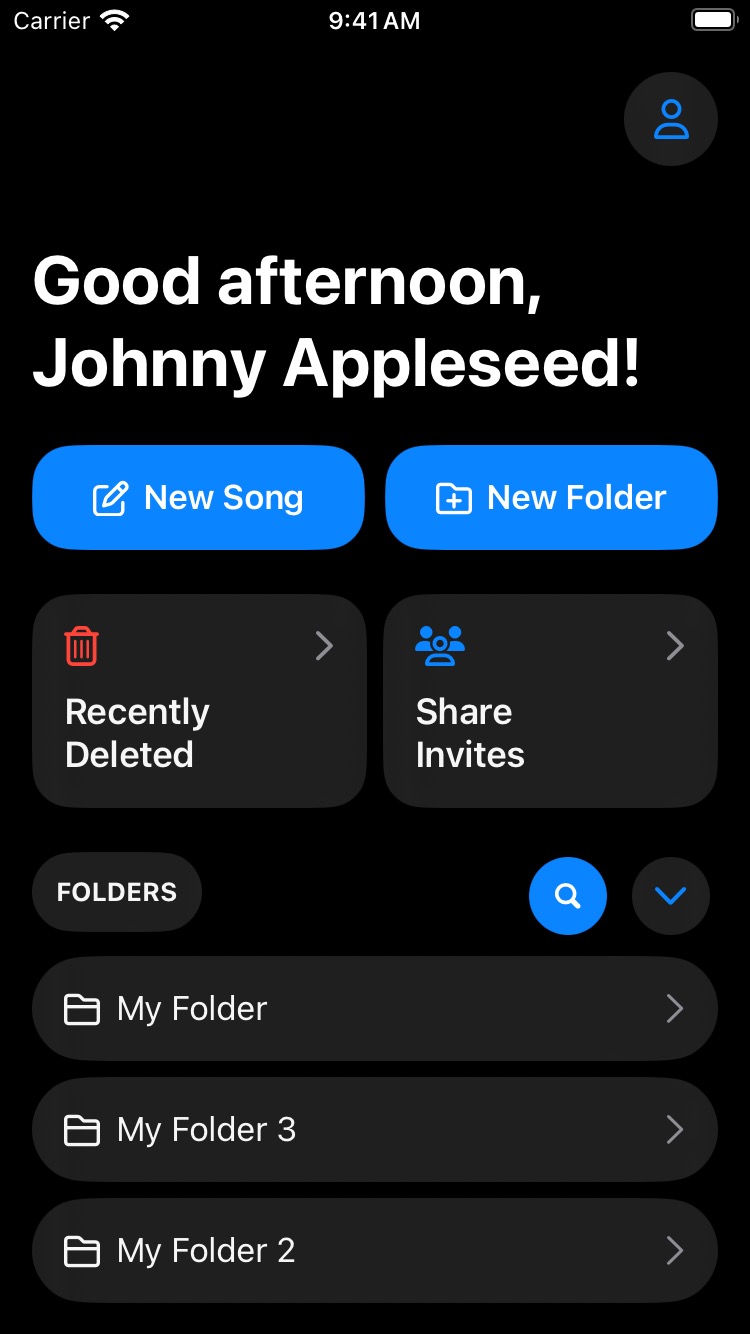 Carrier 9:41 AM
Good afternoon,
Johnny Appleseed!
New Song New Folder
Recently
Deleted
Share
Invites
FOLDERS
My Folder
My Folder 3
My Folder 2